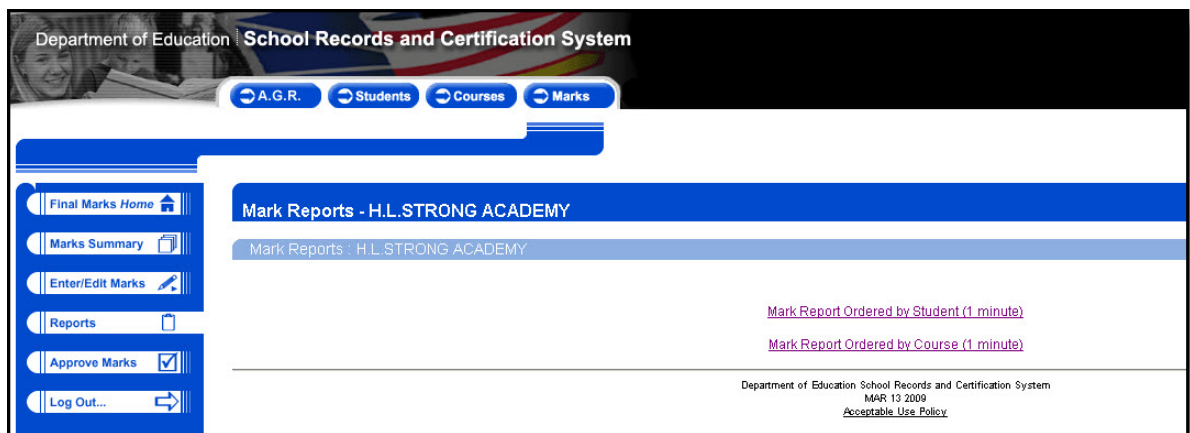 Department of Education School Records and Certification System
A.G.R. Students Courses Marks
Final Marks Home
Marks Summary
Enter/Edit Marks
Reports
Approve Marks
Log Out...
Mark Reports - H.L.STRONG ACADEMY
Mark Reports : H.L.STRONG ACADEMY
Mark Report Ordered by Student (1 minute)
Mark Report Ordered by Course (1 minute)
Department of Education School Records and Certification System
MAR 13 2009
Acceptable Use Policy